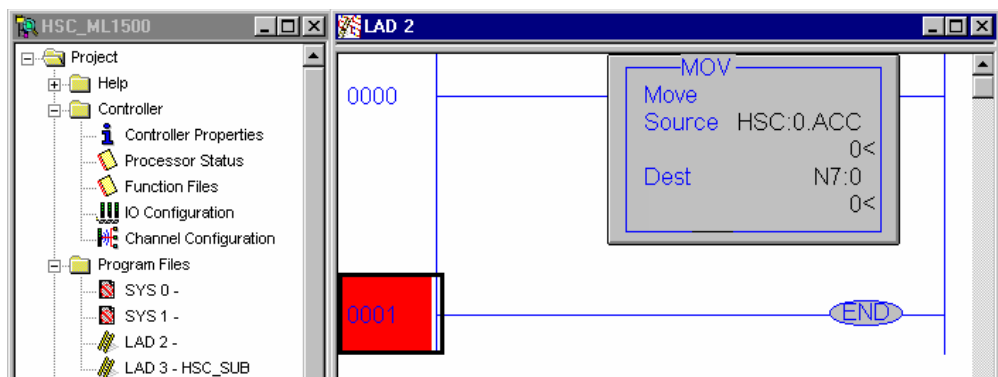 HSC_ML1500
Project
Help
Controller
Controller Properties
Processor Status
Function Files
IO Configuration
Channel Configuration
Program Files
SYS 0 -
SYS 1 -
LAD 2 -
LAD 3 - HSC_SUB
LAD 2
0000
MOV
Move
Source HSC:0.ACC
0<
Dest N7:0
0<
0001
END